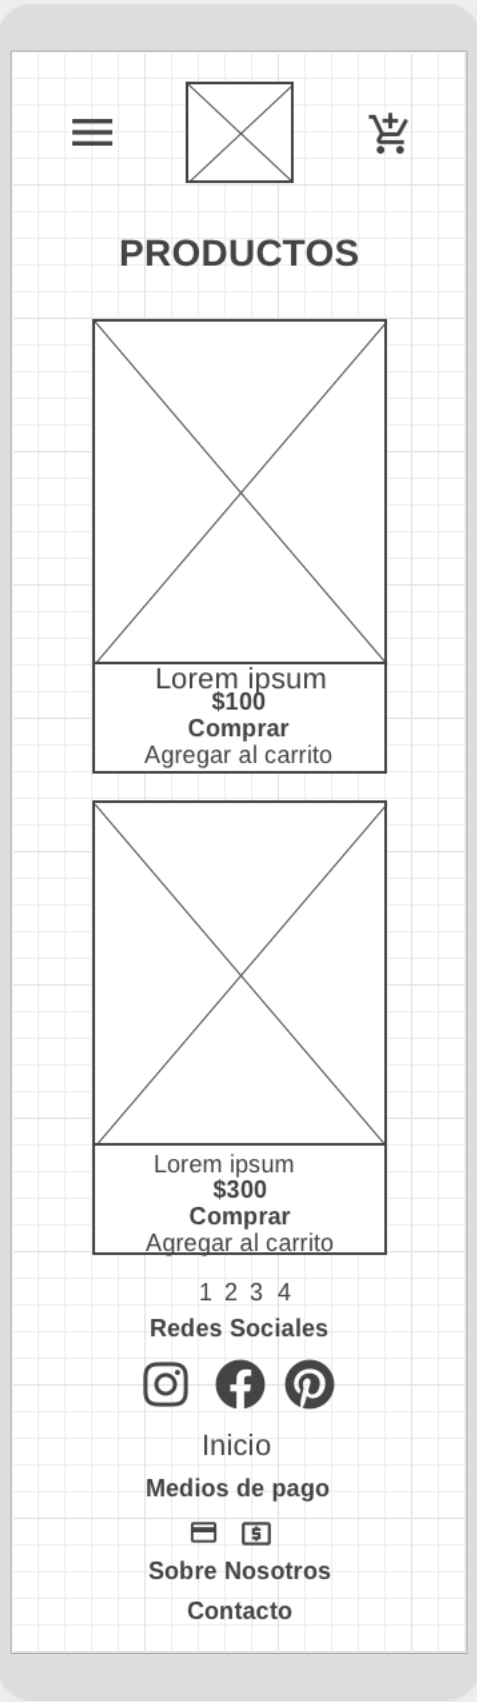 PRODUCTOS
Lorem ipsum
$100
Comprar
Agregar al carrito
Lorem ipsum
$300
Comprar
Agregar al carrito
1 2 3 4
Redes Sociales
Inicio
Medios de pago
Sobre Nosotros
Contacto